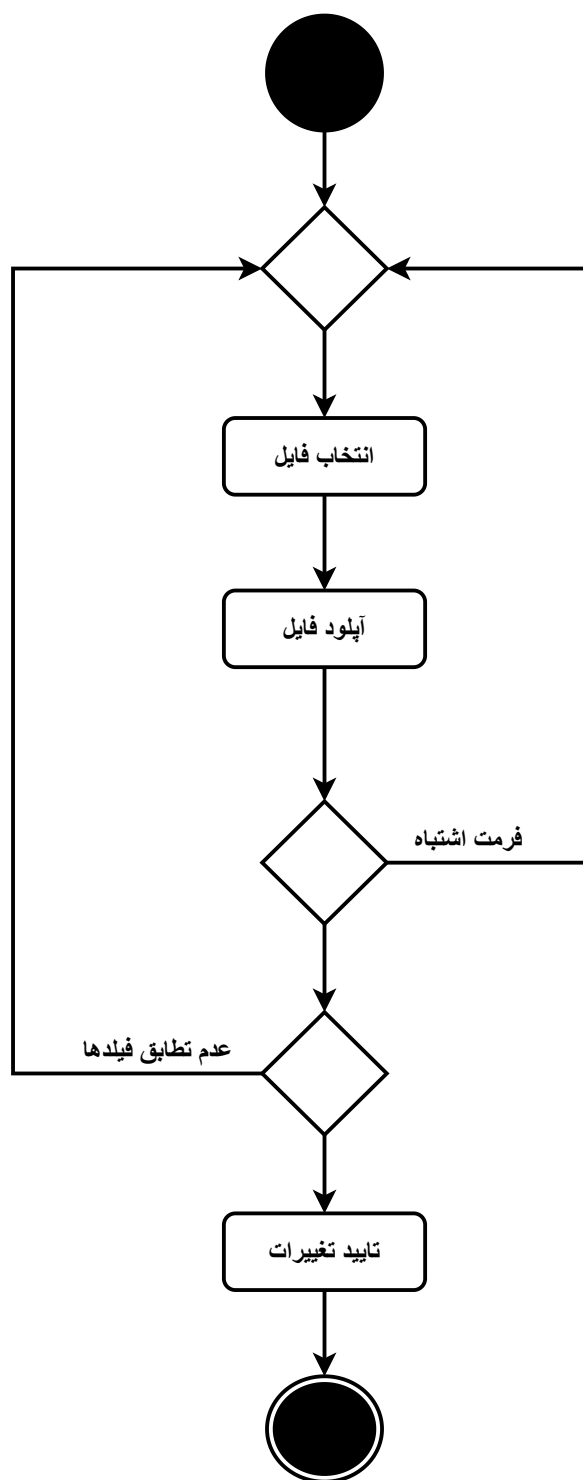 انتخاب فایل
آپلود فایل
فرمت اشتباه
عدم تطابق فیلدها
تایید تغییرات